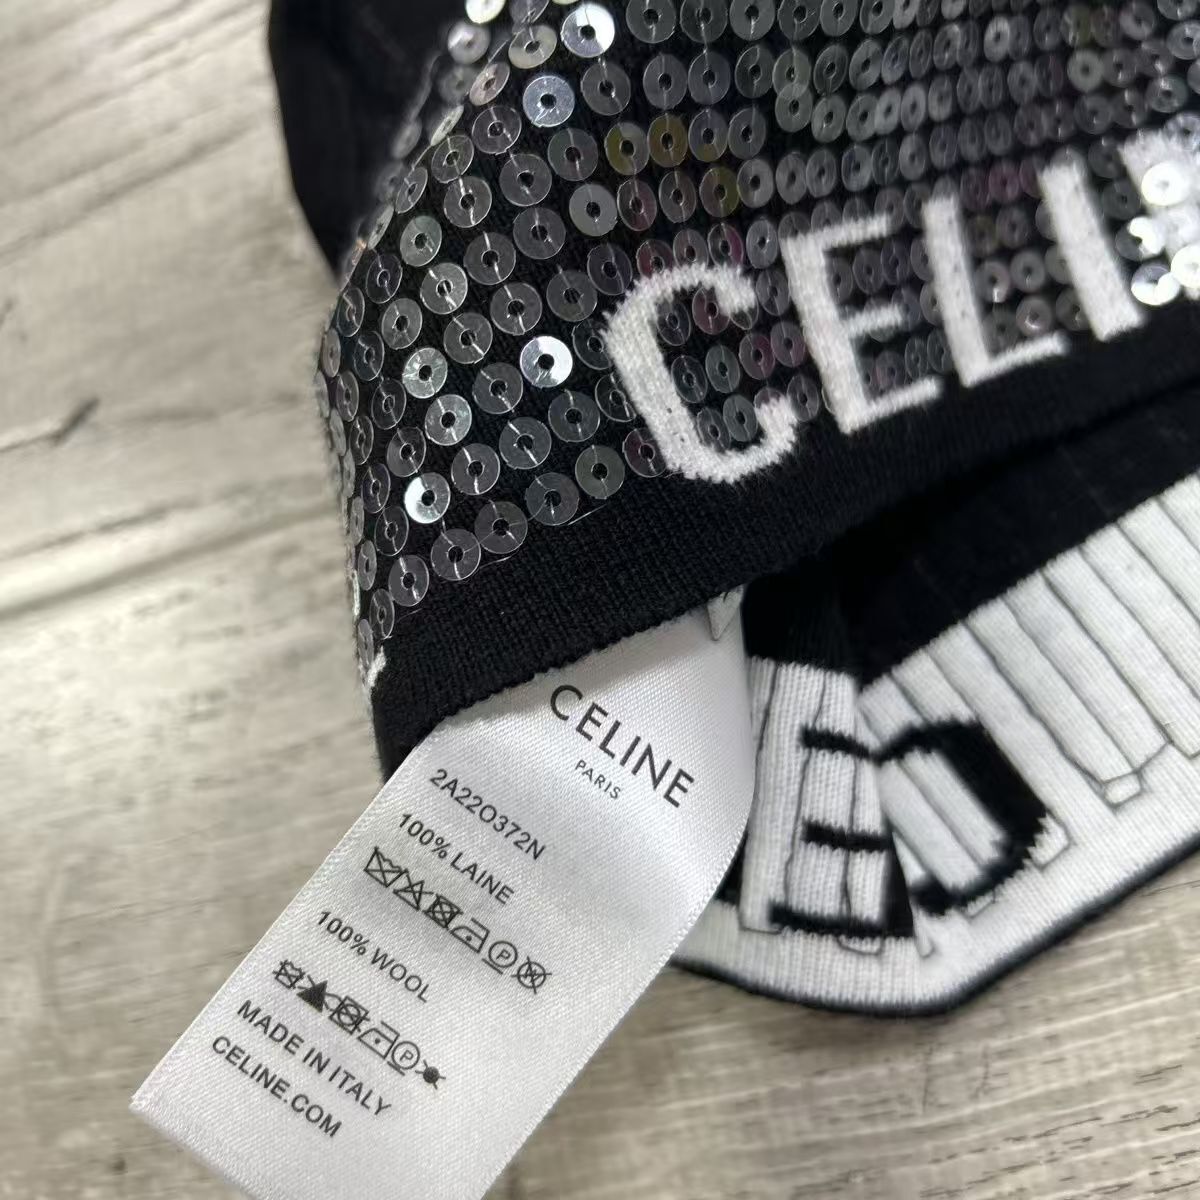 CELI
CELINE
PARIS
2A22O372N
100% LAINE
P
100% WOOL
P
MADE IN ITALY
CELINE.COM